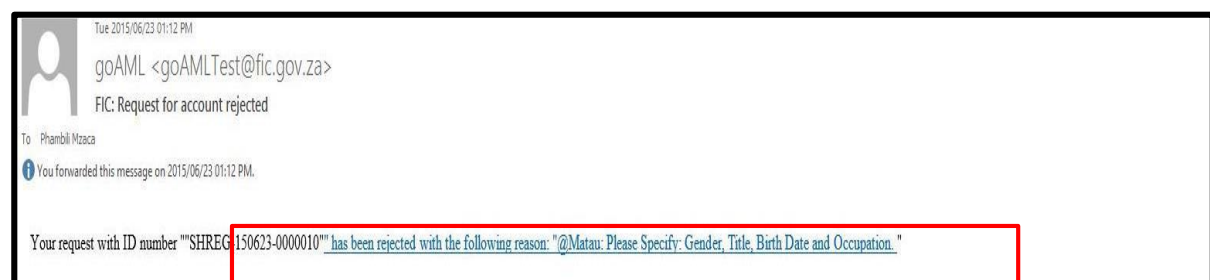 Tue 2015/06/23 01:12 PM
goAML <goAMLTest@fic.gov.za>
FIC: Request for account rejected
To Phambili Mzaca
You forwarded this message on 2015/06/23 01:12 PM.
Your request with ID number ""SHREG-150623-0000010"" has been rejected with the following reason: "@Matau: Please Specify: Gender, Title, Birth Date and Occupation. "